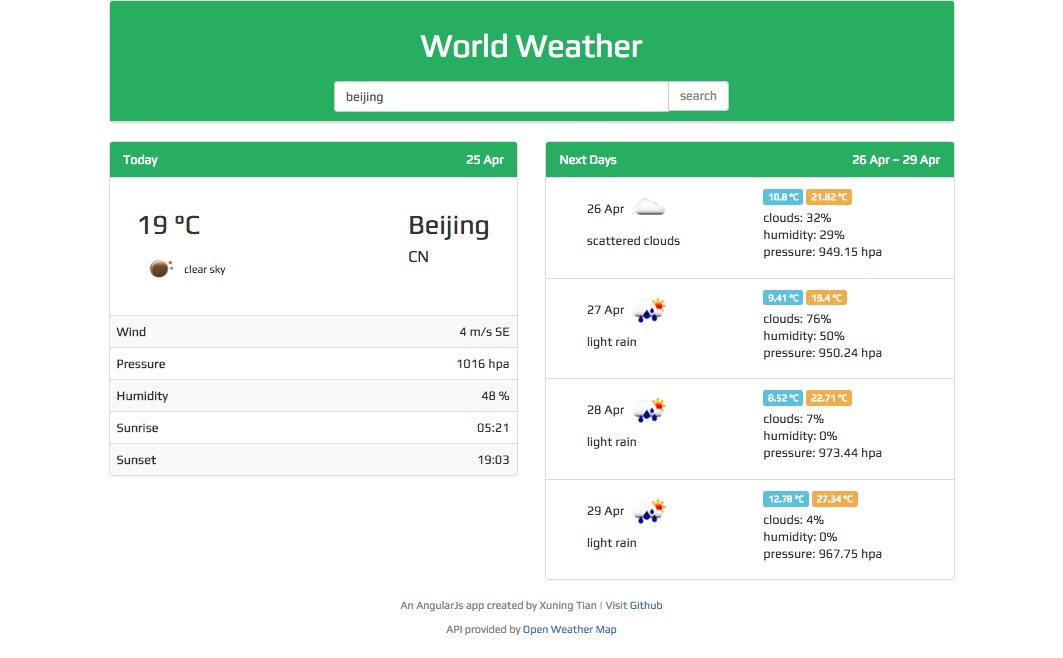 World Weather
beijing
search
Today 25 Apr
19 °C
Beijing
CN
clear sky
Wind 4 m/s SE
Pressure 1016 hpa
Humidity 48 %
Sunrise 05:21
Sunset 19:03
Next Days 26 Apr – 29 Apr
26 Apr
scattered clouds
10.8 °C 21.82 °C
clouds: 32%
humidity: 29%
pressure: 949.15 hpa
27 Apr
light rain
9.41 °C 19.4 °C
clouds: 76%
humidity: 50%
pressure: 950.24 hpa
28 Apr
light rain
8.52 °C 22.71 °C
clouds: 7%
humidity: 0%
pressure: 973.44 hpa
29 Apr
light rain
12.78 °C 27.34 °C
clouds: 4%
humidity: 0%
pressure: 967.75 hpa
An AngularJs app created by Xuning Tian | Visit Github
API provided by Open Weather Map